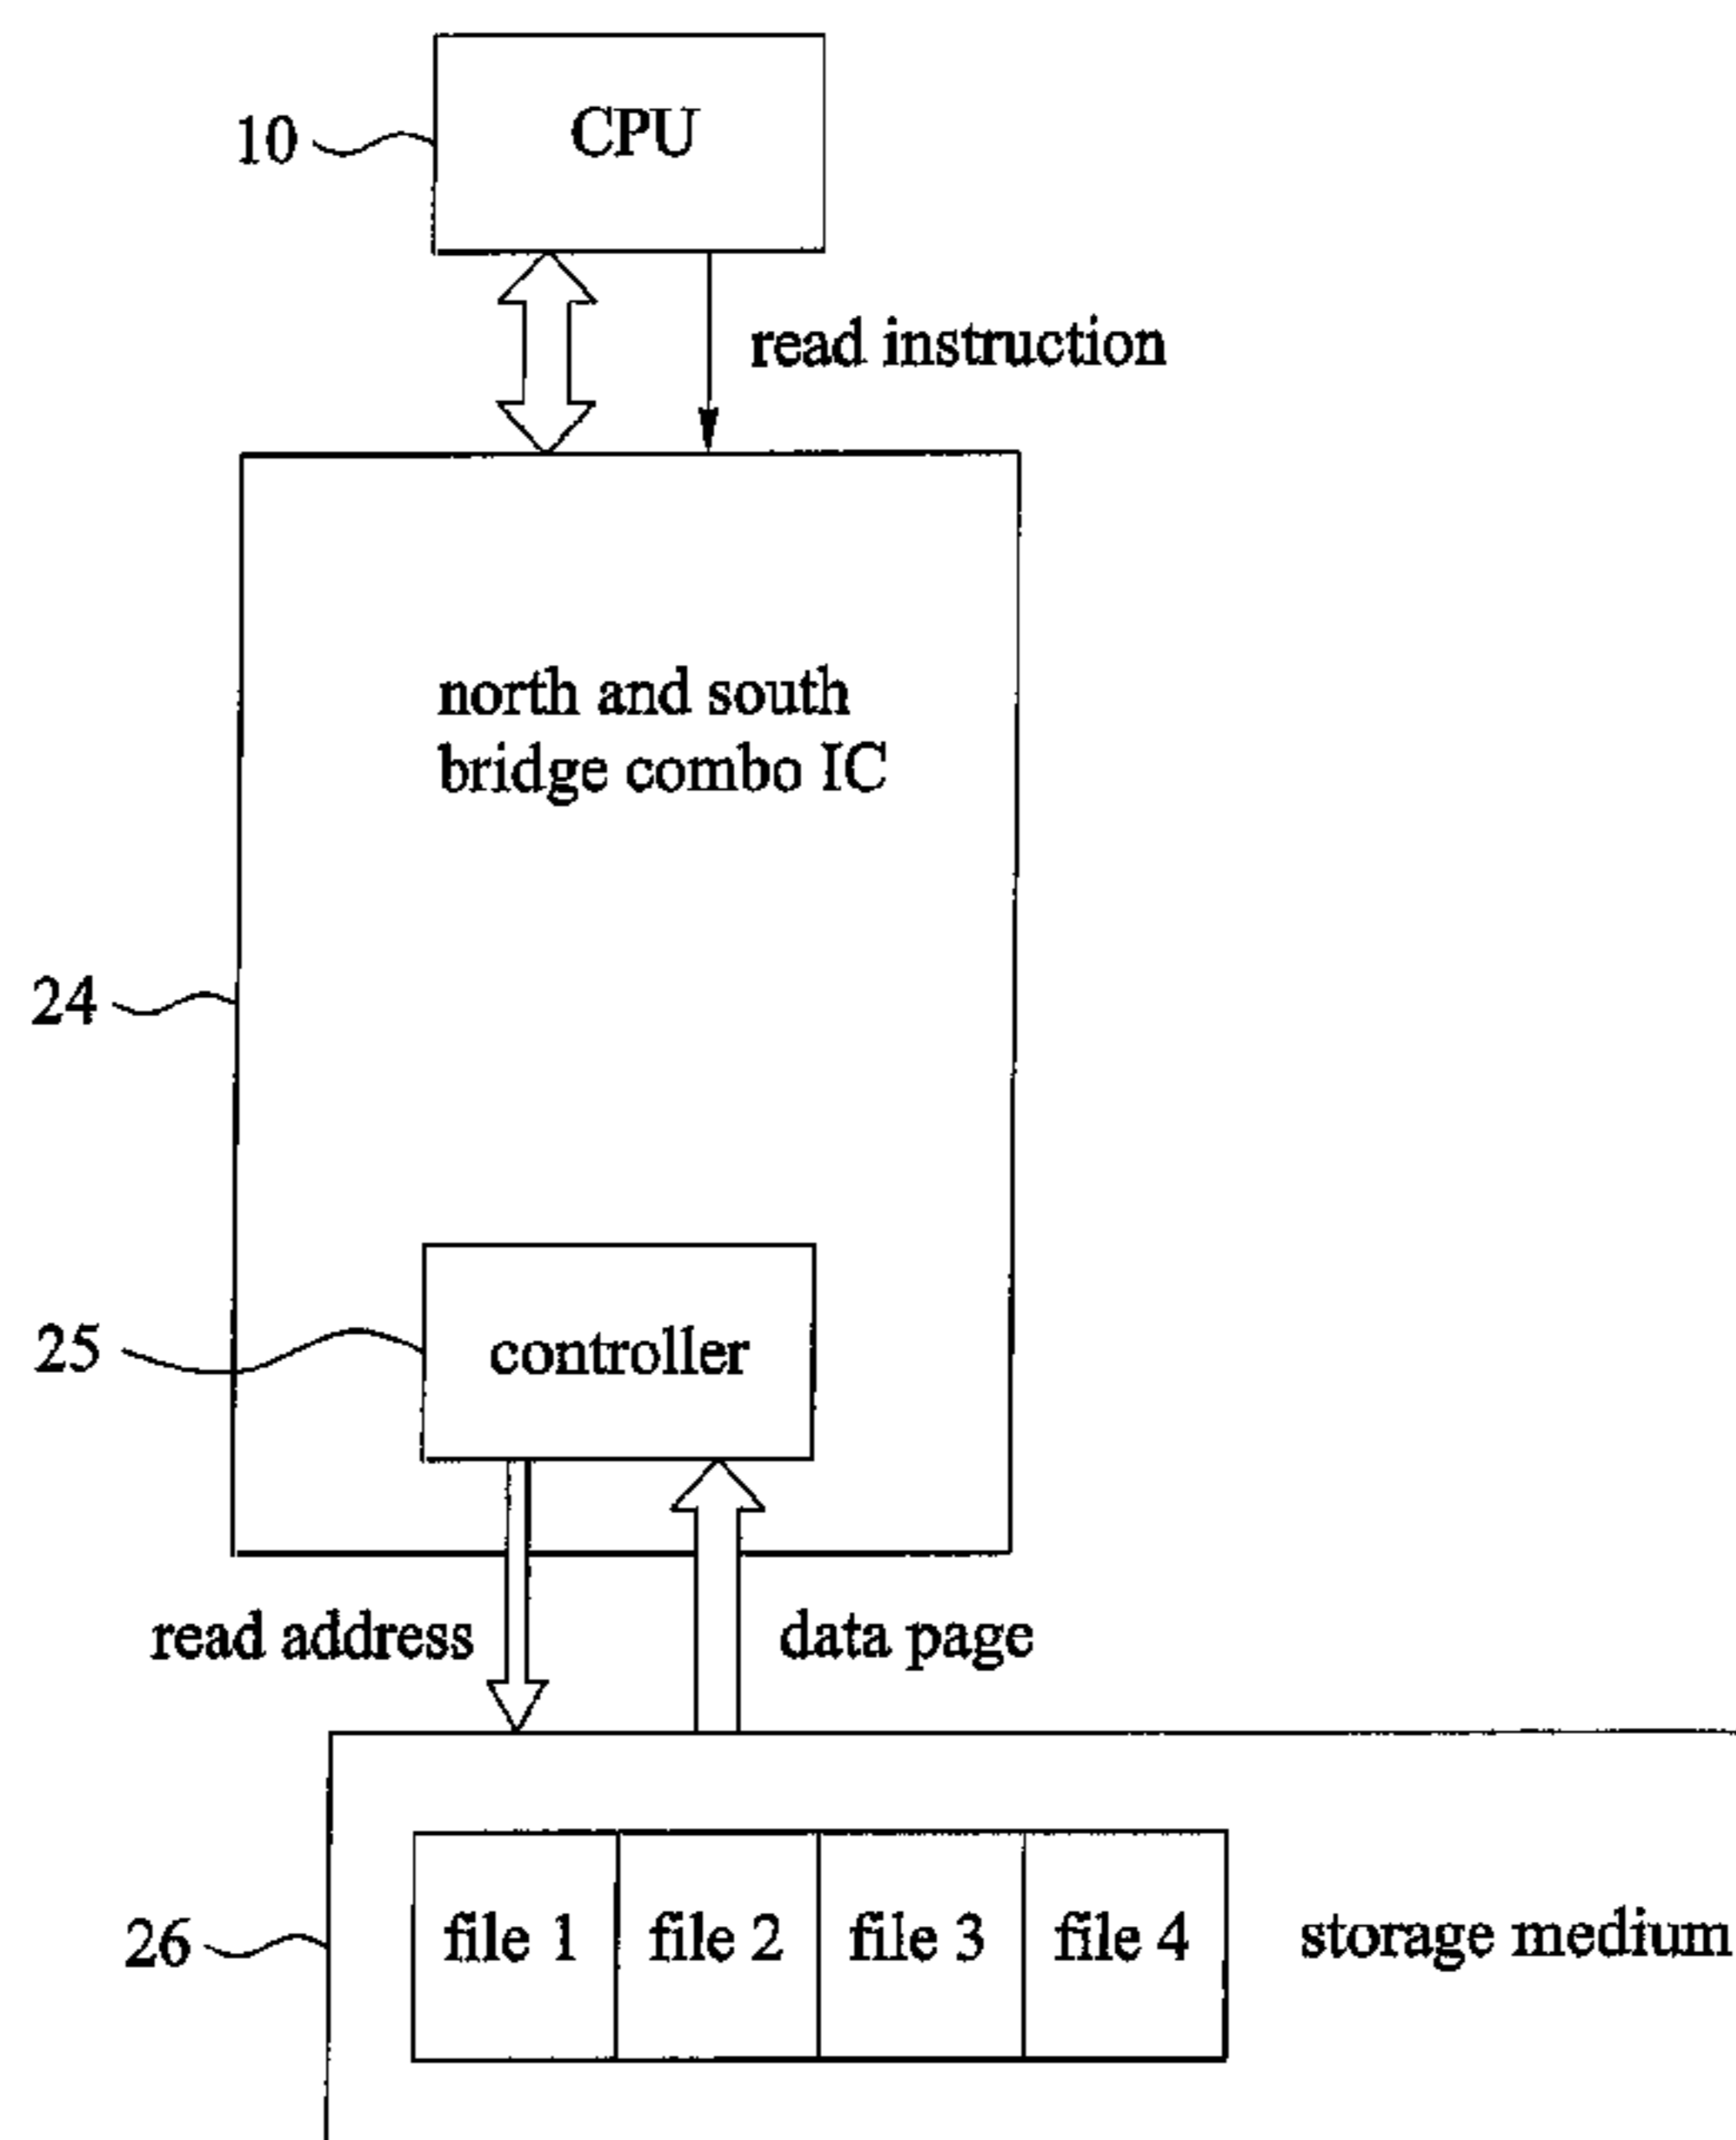 CPU
10
read instruction
north and south
bridge combo IC
24
25
controller
read address
data page
file 1 file 2 file 3 file 4
storage medium
26